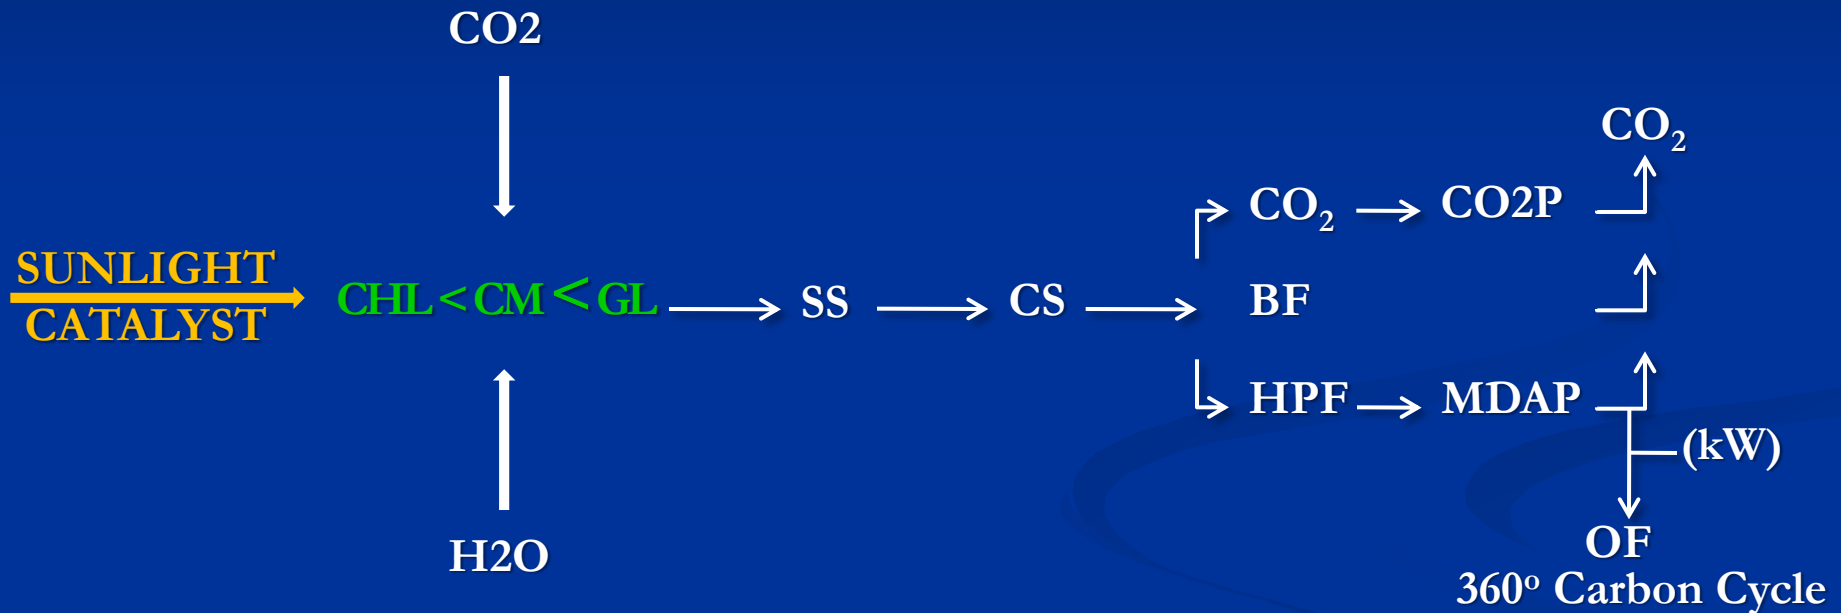 CO2
CO₂
CO₂ CO2P
SUNLIGHT
CATALYST
CHL < CM < GL SS CS BF
HPF MDAP
(kW)
H2O
OF
360º Carbon Cycle